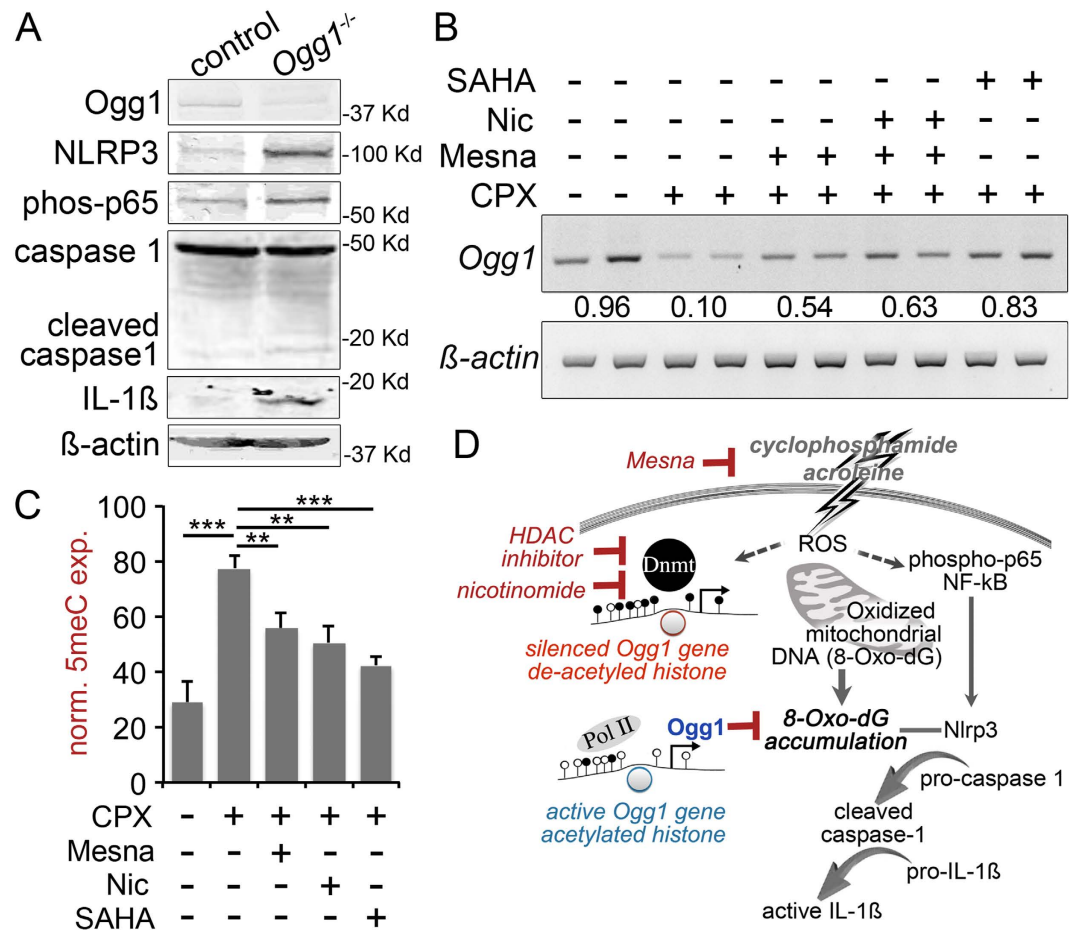 A
control Ogg1-/-
Ogg1
-37 Kd
NLRP3
-100 Kd
phos-p65
-50 Kd
caspase 1
-50 Kd
cleaved
caspase1
-20 Kd
IL-1ß
-20 Kd
ß-actin
-37 Kd
B
SAHA - - - - - - - - + +
Nic - - - - - - + + - -
Mesna - - - - + + + + - -
CPX - - + + + + + + + +
Ogg1
0.96 0.10 0.54 0.63 0.83
ß-actin
C
norm. 5meC exp.
100
80
60
40
20
0
*** ** ** ***
CPX - + + + +
Mesna - - + - -
Nic - - - + -
SAHA - - - - +
D
Mesna
cyclophosphamide
acroleine
HDAC
inhibitor
nicotinomide
Dnmt
ROS
phospho-p65
NF-kB
silenced Ogg1 gene
de-acetyled histone
Oxidized
mitochondrial
DNA (8-Oxo-dG)
Pol II
Ogg1
8-Oxo-dG
accumulation
Nlrp3
active Ogg1 gene
acetylated histone
pro-caspase 1
cleaved
caspase-1
pro-IL-1ß
active IL-1ß